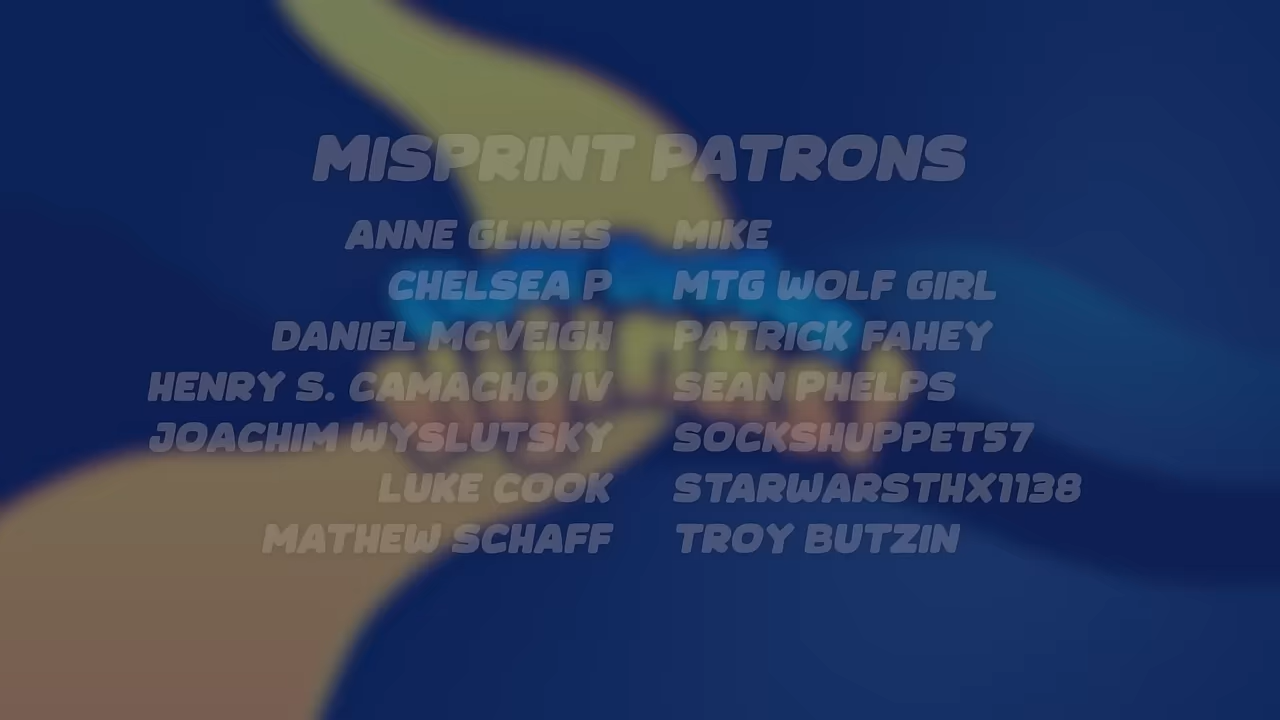 MISPRINT PATRONS
ANNE GLINES
CHELSEA P
DANIEL MCVEIGH
HENRY S. CAMACHO IV
JOACHIM WYSLUTSKY
LUKE COOK
MATHEW SCHAFF
MIKE
MTG WOLF GIRL
PATRICK FAHEY
SEAN PHELPS
SOCKSHUPPET57
STARWARSTHX1138
TROY BUTZIN